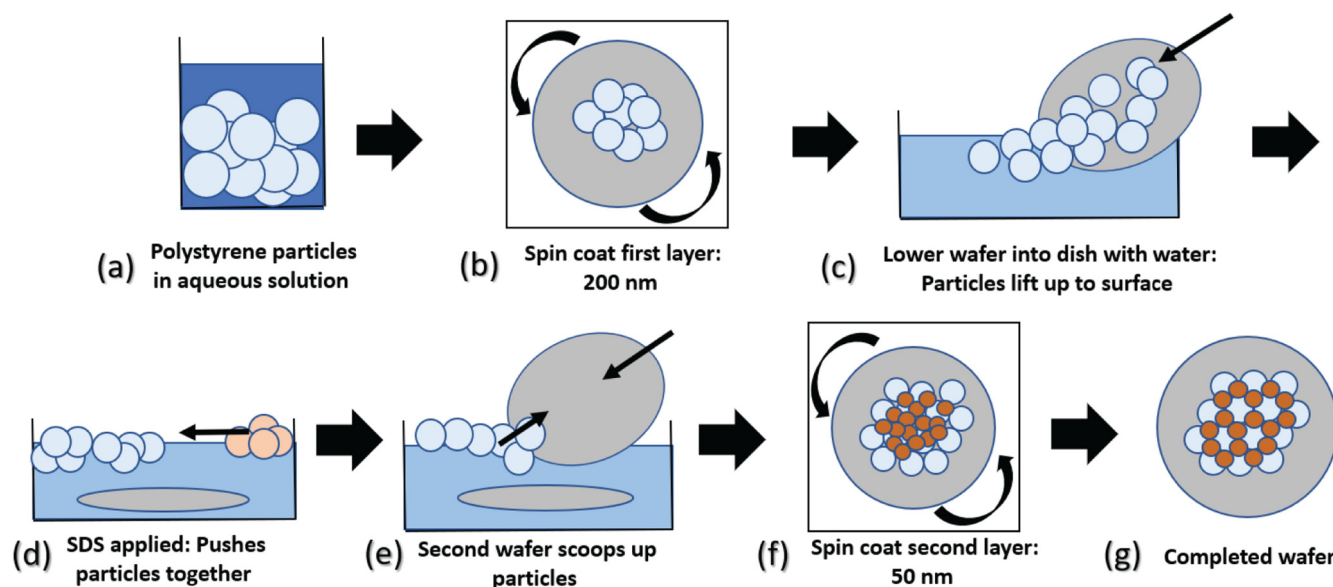 (a) Polystyrene particles
in aqueous solution
(b) Spin coat first layer:
200 nm
(c) Lower wafer into dish with water:
Particles lift up to surface
(d) SDS applied: Pushes
particles together
(e) Second wafer scoops up
particles
(f) Spin coat second layer:
50 nm
(g) Completed wafer